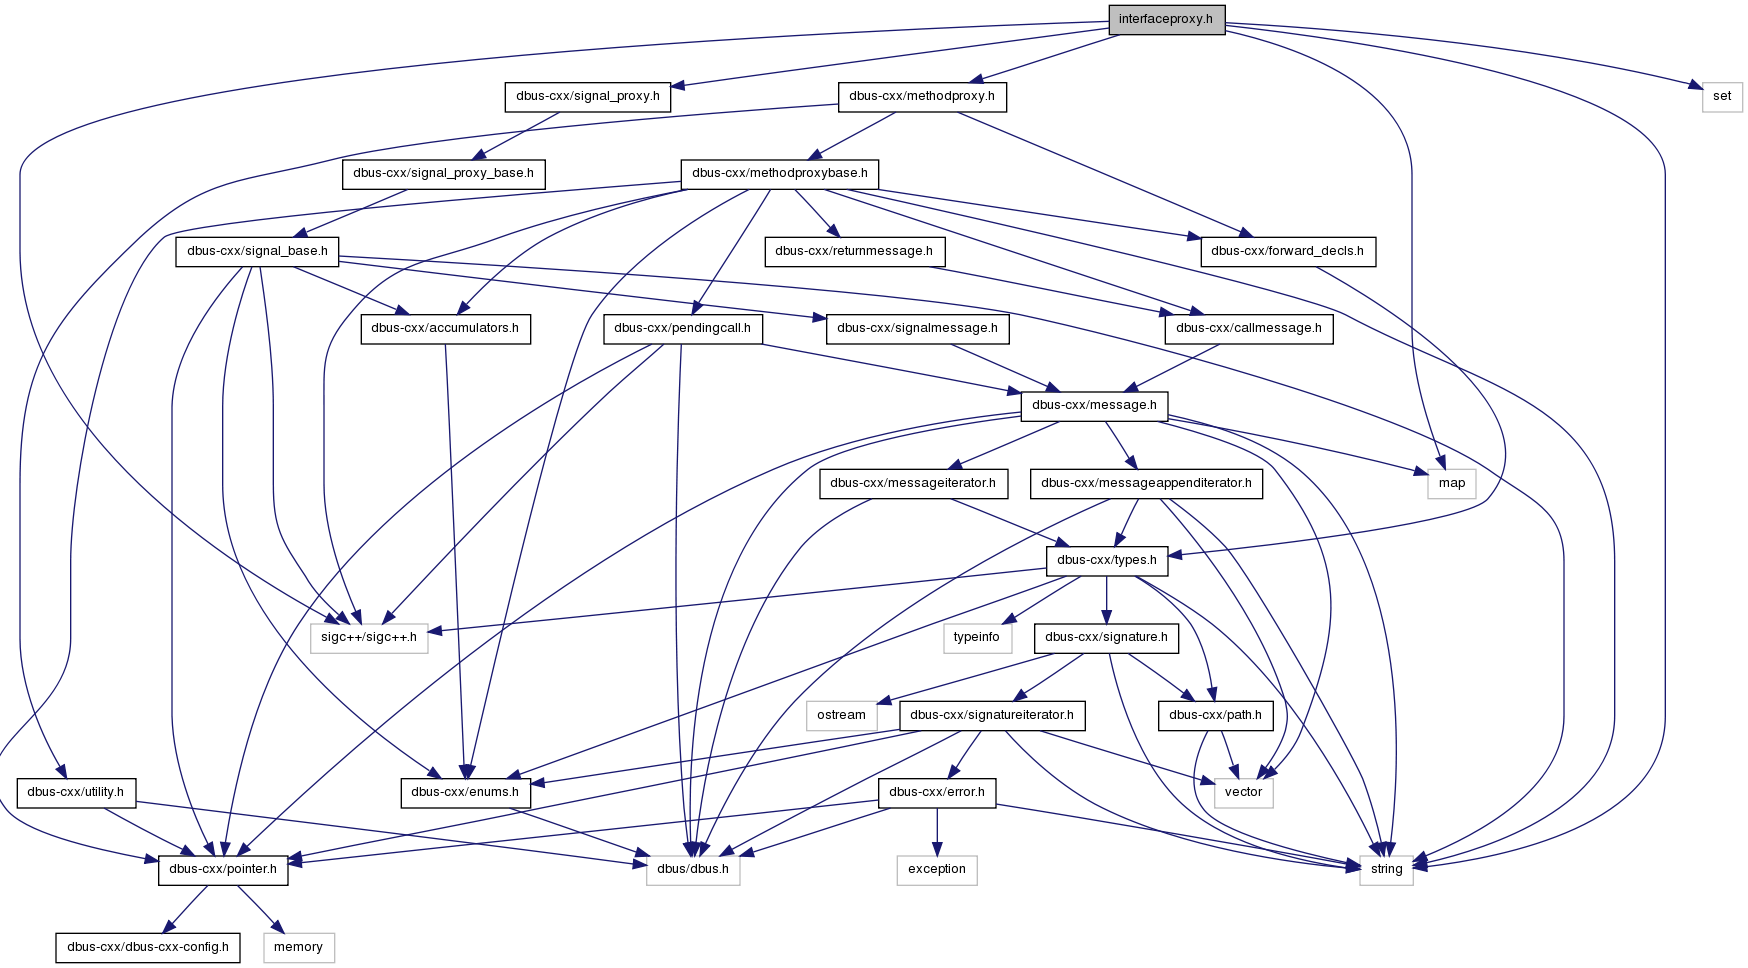 interfaceproxy.h
dbus-cxx/signal_proxy.h
dbus-cxx/methodproxy.h
set
dbus-cxx/signal_proxy_base.h
dbus-cxx/methodproxybase.h
dbus-cxx/signal_base.h
dbus-cxx/returnmessage.h
dbus-cxx/forward_decls.h
dbus-cxx/accumulators.h
dbus-cxx/pendingcall.h
dbus-cxx/signalmessage.h
dbus-cxx/callmessage.h
dbus-cxx/message.h
dbus-cxx/messageiterator.h
dbus-cxx/messageappenditerator.h
map
dbus-cxx/types.h
sigc++/sigc++.h
typeinfo
dbus-cxx/signature.h
ostream
dbus-cxx/signatureiterator.h
dbus-cxx/path.h
dbus-cxx/utility.h
dbus-cxx/enums.h
dbus-cxx/error.h
vector
dbus-cxx/pointer.h
dbus/dbus.h
exception
string
dbus-cxx/dbus-cxx-config.h
memory